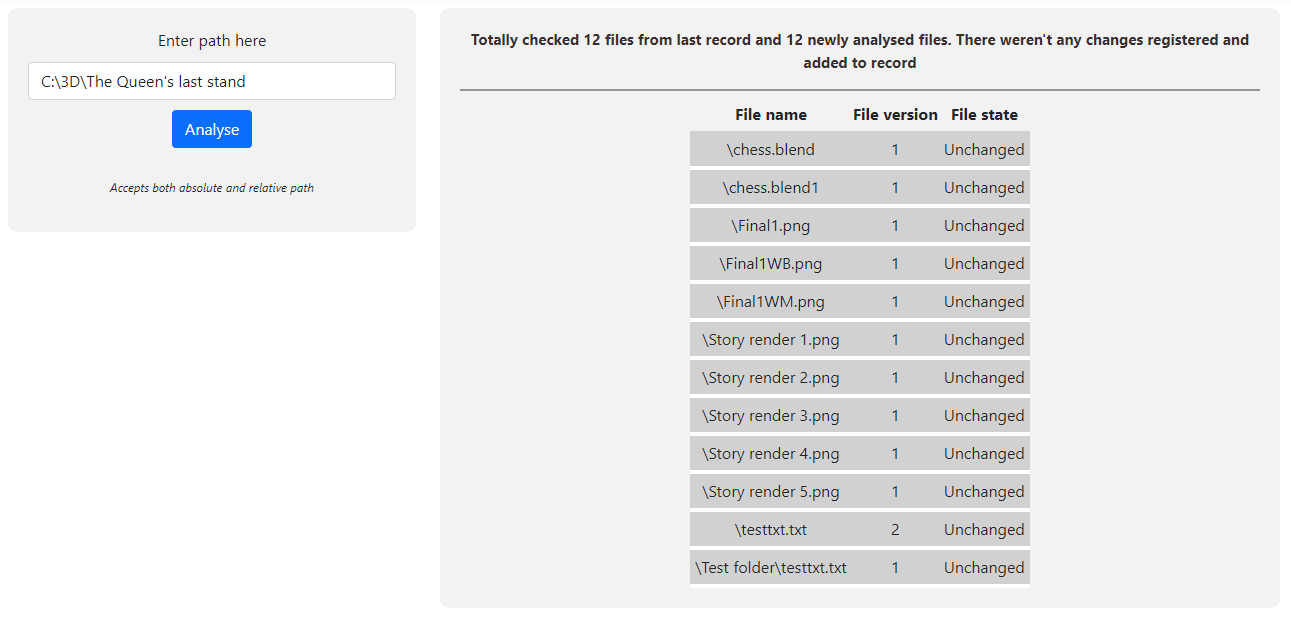 Enter path here
C:\3D\The Queen's last stand
Analyse
Accepts both absolute and relative path
Totally checked 12 files from last record and 12 newly analysed files. There weren't any changes registered and
added to record
File name File version File state
\chess.blend 1 Unchanged
\chess.blend1 1 Unchanged
\Final1.png 1 Unchanged
\Final1WB.png 1 Unchanged
\Final1WM.png 1 Unchanged
\Story render 1.png 1 Unchanged
\Story render 2.png 1 Unchanged
\Story render 3.png 1 Unchanged
\Story render 4.png 1 Unchanged
\Story render 5.png 1 Unchanged
\testtxt.txt 2 Unchanged
\Test folder\testtxt.txt 1 Unchanged